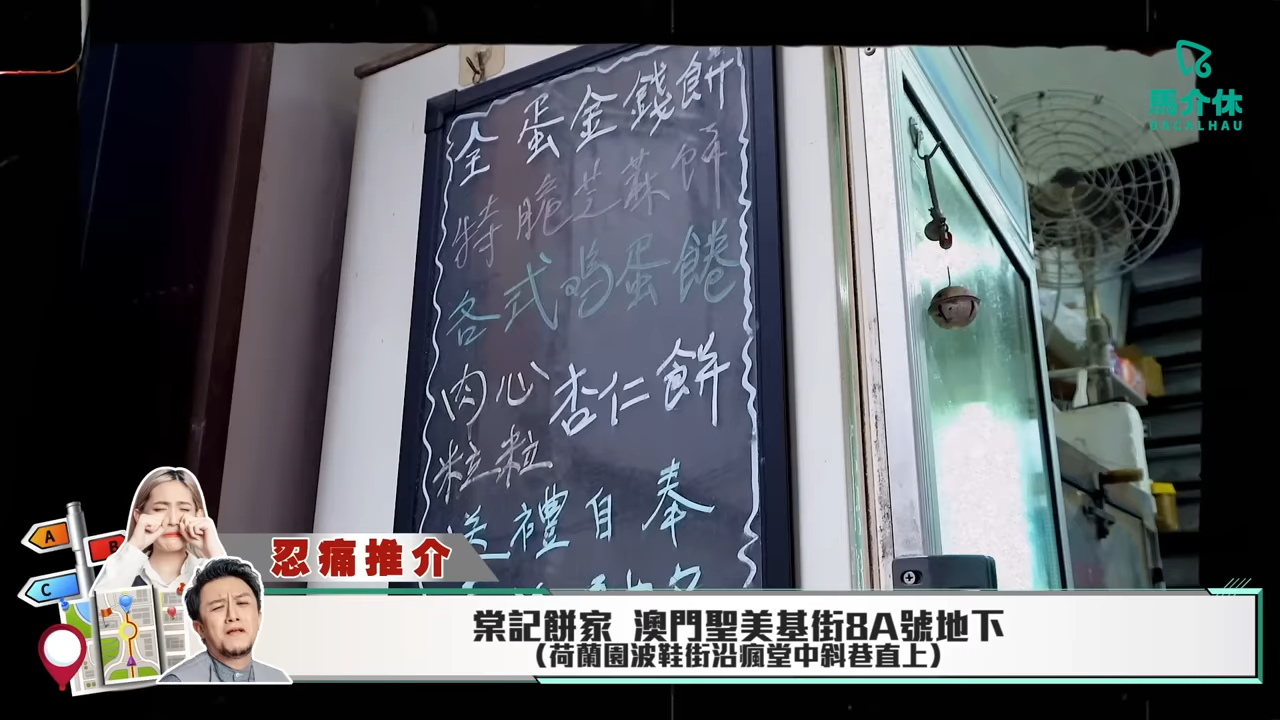 馬介休
BACALHAU
全蛋金錢餅
特脆芝蔴餅
各式鸡蛋餋
肉心杏仁餅
粒粒
送禮自奉
A
B
C
忍痛推介
棠記餅家 澳門聖美基街8A號地下
(荷蘭園波鞋街沿瘋堂中斜巷直上)